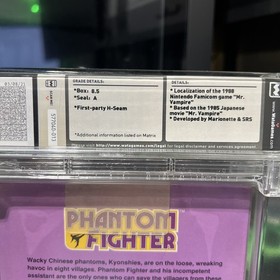 GRADE DETAILS:
•Box: 8.5
•Seal: A
•First-party H-Seam
*Additional information listed on Matrix
GAME DETAILS:
• Localization of the 1988
Nintendo Famicom game "Mr.
Vampire"
• Based on the 1985 Japanese
movie "Mr. Vampire"
• Developed by Marionette & SRS
PHANTOM
FIGHTER
Wacky Chinese phantoms, Kyonshies, are on the loose, wreaking
havoc in eight villages. Phantom Fighter and his incompetent
assistant are the only ones who can save the villagers from these